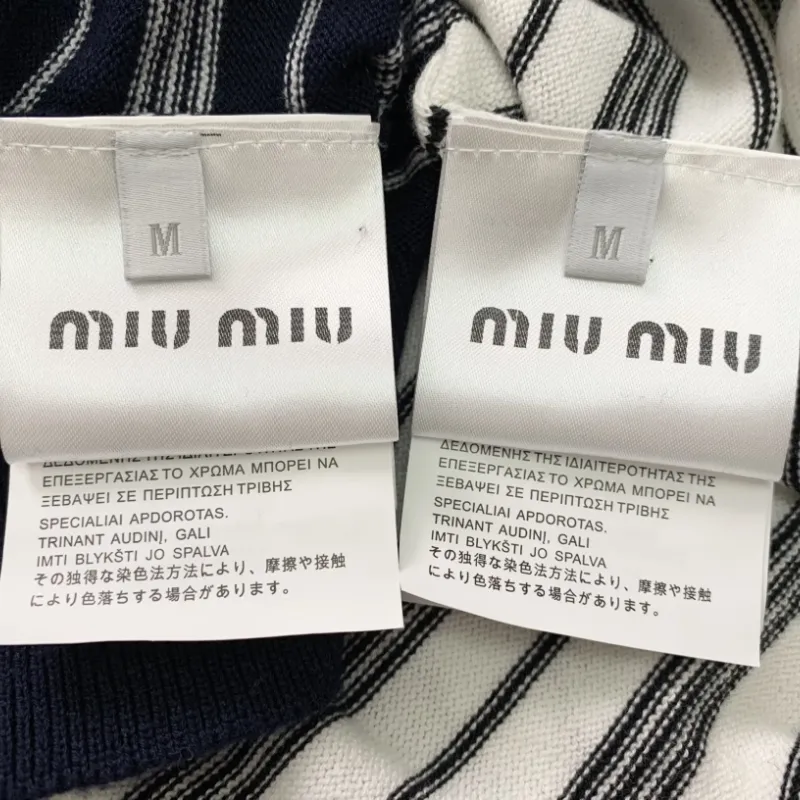 M
miu miu
ΔΕΔΟΜΕΝΗΣ ΤΗΣ ΙΔΙΑΙΤΕΡΟΤΗΤΑΣ ΤΗΣ
ΕΠΕΞΕΡΓΑΣΙΑΣ ΤΟ ΧΡΩΜΑ ΜΠΟΡΕΙ ΝΑ
ΞΕΒΑΨΕΙ ΣΕ ΠΕΡΙΠΤΩΣΗ ΤΡΙΒΗΣ
SPECIALIAI APDOROTAS.
TRINANT AUDINĮ, GALI
IMTI BLYKŠTI JO SPALVA
その独得な染色法方法により、摩擦や接触
により色落ちする場合があります。
M
miu miu
ΔΕΔΟΜΕΝΗΣ ΤΗΣ ΙΔΙΑΙΤΕΡΟΤΗΤΑΣ ΤΗΣ
ΕΠΕΞΕΡΓΑΣΙΑΣ ΤΟ ΧΡΩΜΑ ΜΠΟΡΕΙ ΝΑ
ΞΕΒΑΨΕΙ ΣΕ ΠΕΡΙΠΤΩΣΗ ΤΡΙΒΗΣ
SPECIALIAI APDOROTAS.
TRINANT AUDINĮ, GALI
IMTI BLYKŠTI JO SPALVA
その独得な染色法方法により、摩擦や接触
により色落ちする場合があります。